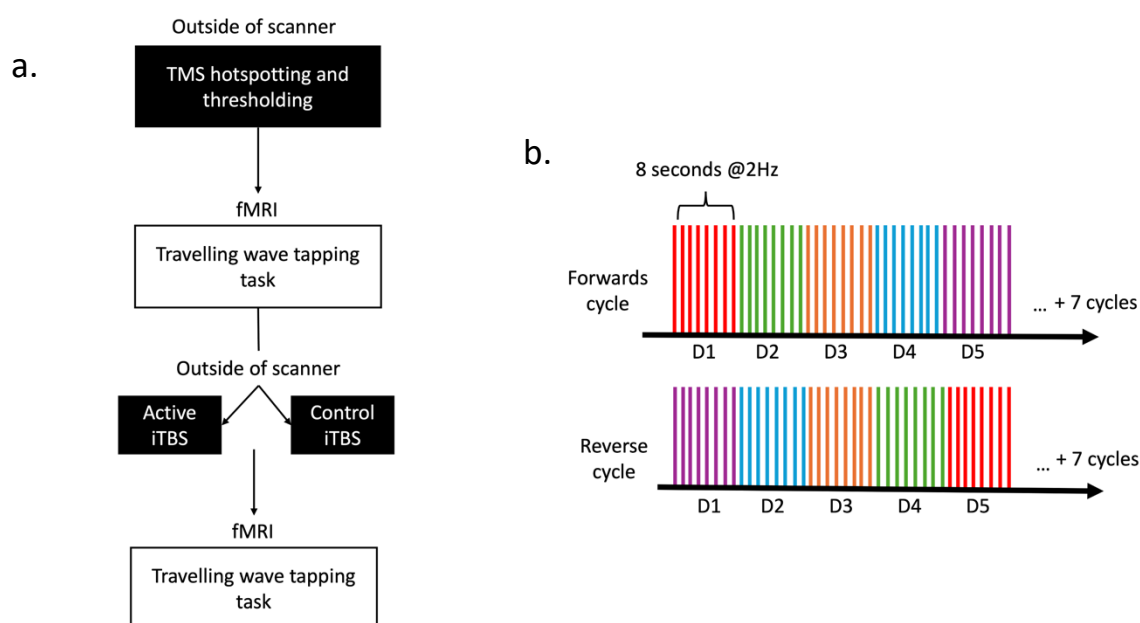 a.
Outside of scanner
TMS hotspotting and
thresholding
fMRI
Travelling wave tapping
task
Outside of scanner
Active
iTBS
Control
iTBS
fMRI
Travelling wave tapping
task
b.
8 seconds @2Hz
Forwards
cycle
... + 7 cycles
D1 D2 D3 D4 D5
Reverse
cycle
... + 7 cycles
D1 D2 D3 D4 D5